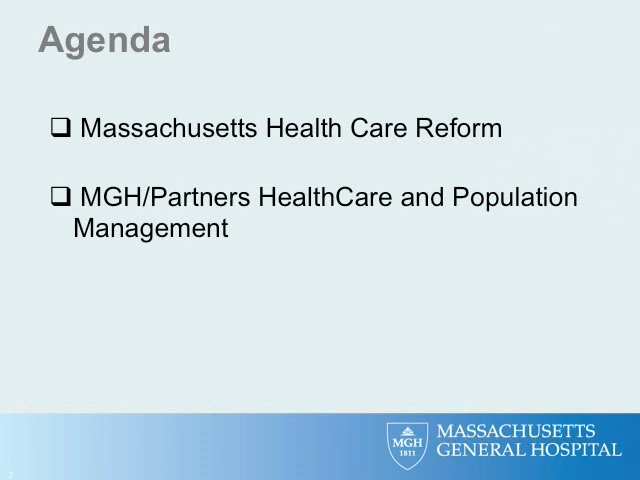 Agenda
❑ Massachusetts Health Care Reform
❑ MGH/Partners HealthCare and Population
Management
MGH
1811
MASSACHUSETTS
GENERAL HOSPITAL